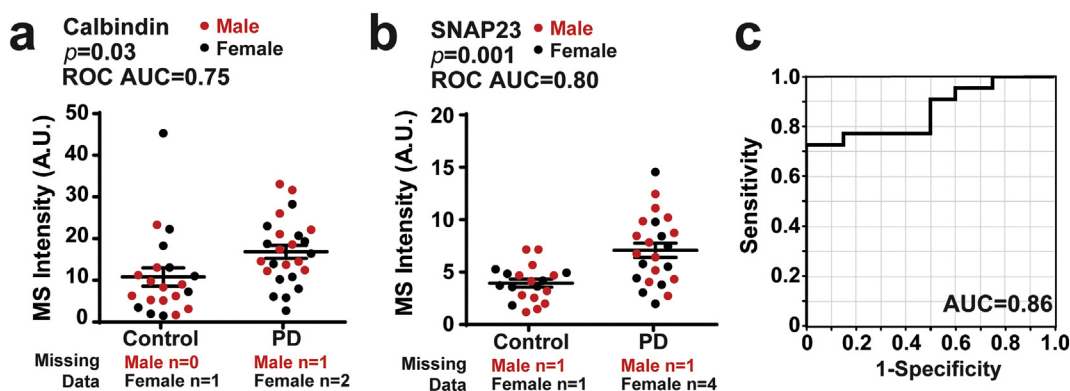 a
Calbindin
p=0.03
ROC AUC=0.75
Male
Female
MS Intensity (A.U.)
50
40
30
20
10
0
Control
PD
Missing Data
Male n=0
Male n=1
Female n=1
Female n=2
b
SNAP23
p=0.001
ROC AUC=0.80
Male
Female
MS Intensity (A.U.)
20
15
10
5
0
Control
PD
Missing Data
Male n=1
Male n=1
Female n=1
Female n=4
c
Sensitivity
1.0
0.8
0.6
0.4
0.2
0
AUC=0.86
0
0.2
0.4
0.6
0.8
1.0
1-Specificity